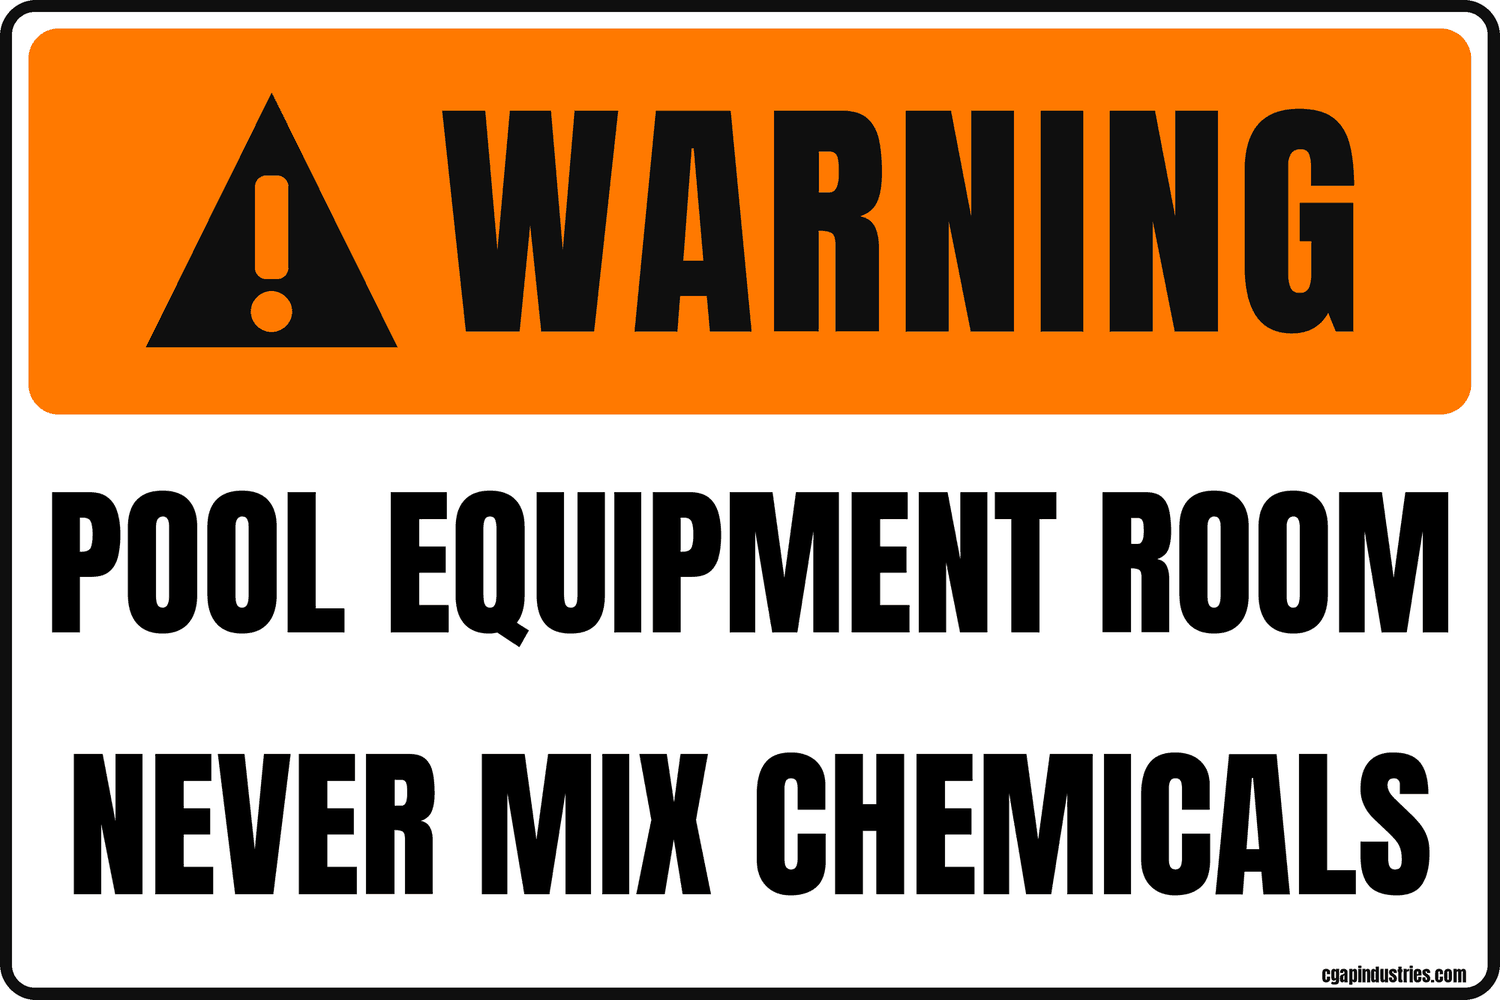 WARNING
POOL EQUIPMENT ROOM
NEVER MIX CHEMICALS
cgapindustries.com